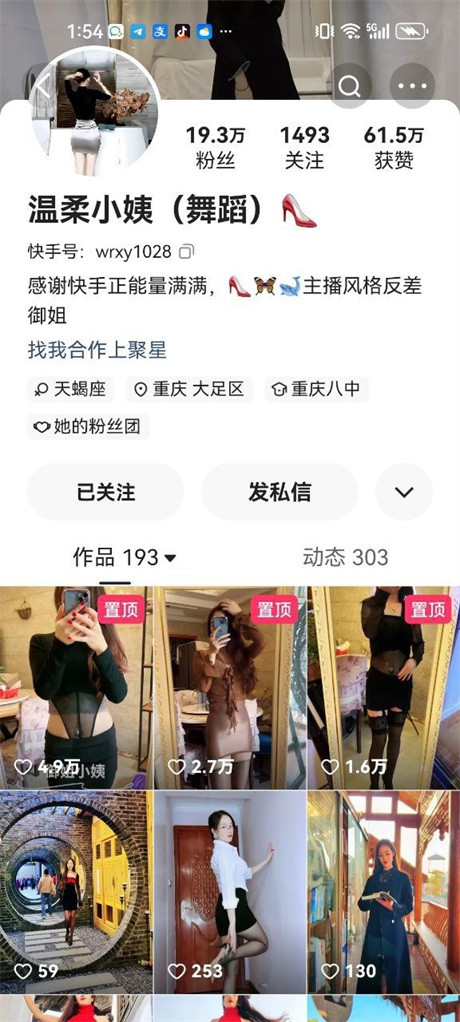 1:54
5G
19.3万 1493 61.5万
粉丝 关注 获赞
温柔小姨（舞蹈）👠
快手号：wrxy1028
感谢快手正能量满满，👠🦋🐳主播风格反差
御姐
找我合作上聚星
天蝎座 重庆 大足区 重庆八中
她的粉丝团
已关注 发私信
作品 193 动态 303
置顶 置顶 置顶
4.9万 2.7万 1.6万
御姐小姨
59 253 130